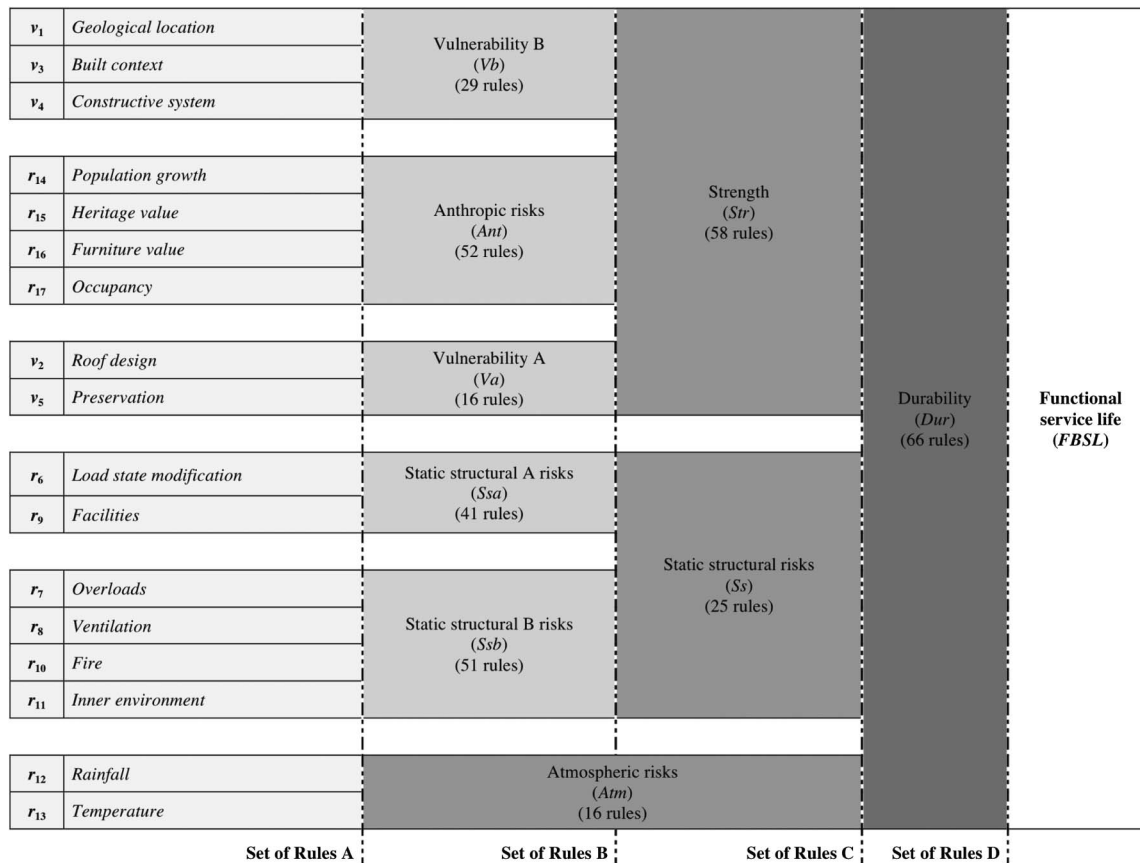 v1 Geological location
v3 Built context
v4 Constructive system
Vulnerability B
(Vb)
(29 rules)
r14 Population growth
r15 Heritage value
r16 Furniture value
r17 Occupancy
Anthropic risks
(Ant)
(52 rules)
v2 Roof design
v5 Preservation
Vulnerability A
(Va)
(16 rules)
Strength
(Str)
(58 rules)
r6 Load state modification
r9 Facilities
Static structural A risks
(Ssa)
(41 rules)
r7 Overloads
r8 Ventilation
r10 Fire
r11 Inner environment
Static structural B risks
(Ssb)
(51 rules)
Static structural risks
(Ss)
(25 rules)
r12 Rainfall
r13 Temperature
Atmospheric risks
(Atm)
(16 rules)
Durability
(Dur)
(66 rules)
Functional
service life
(FBSL)
Set of Rules A
Set of Rules B
Set of Rules C
Set of Rules D